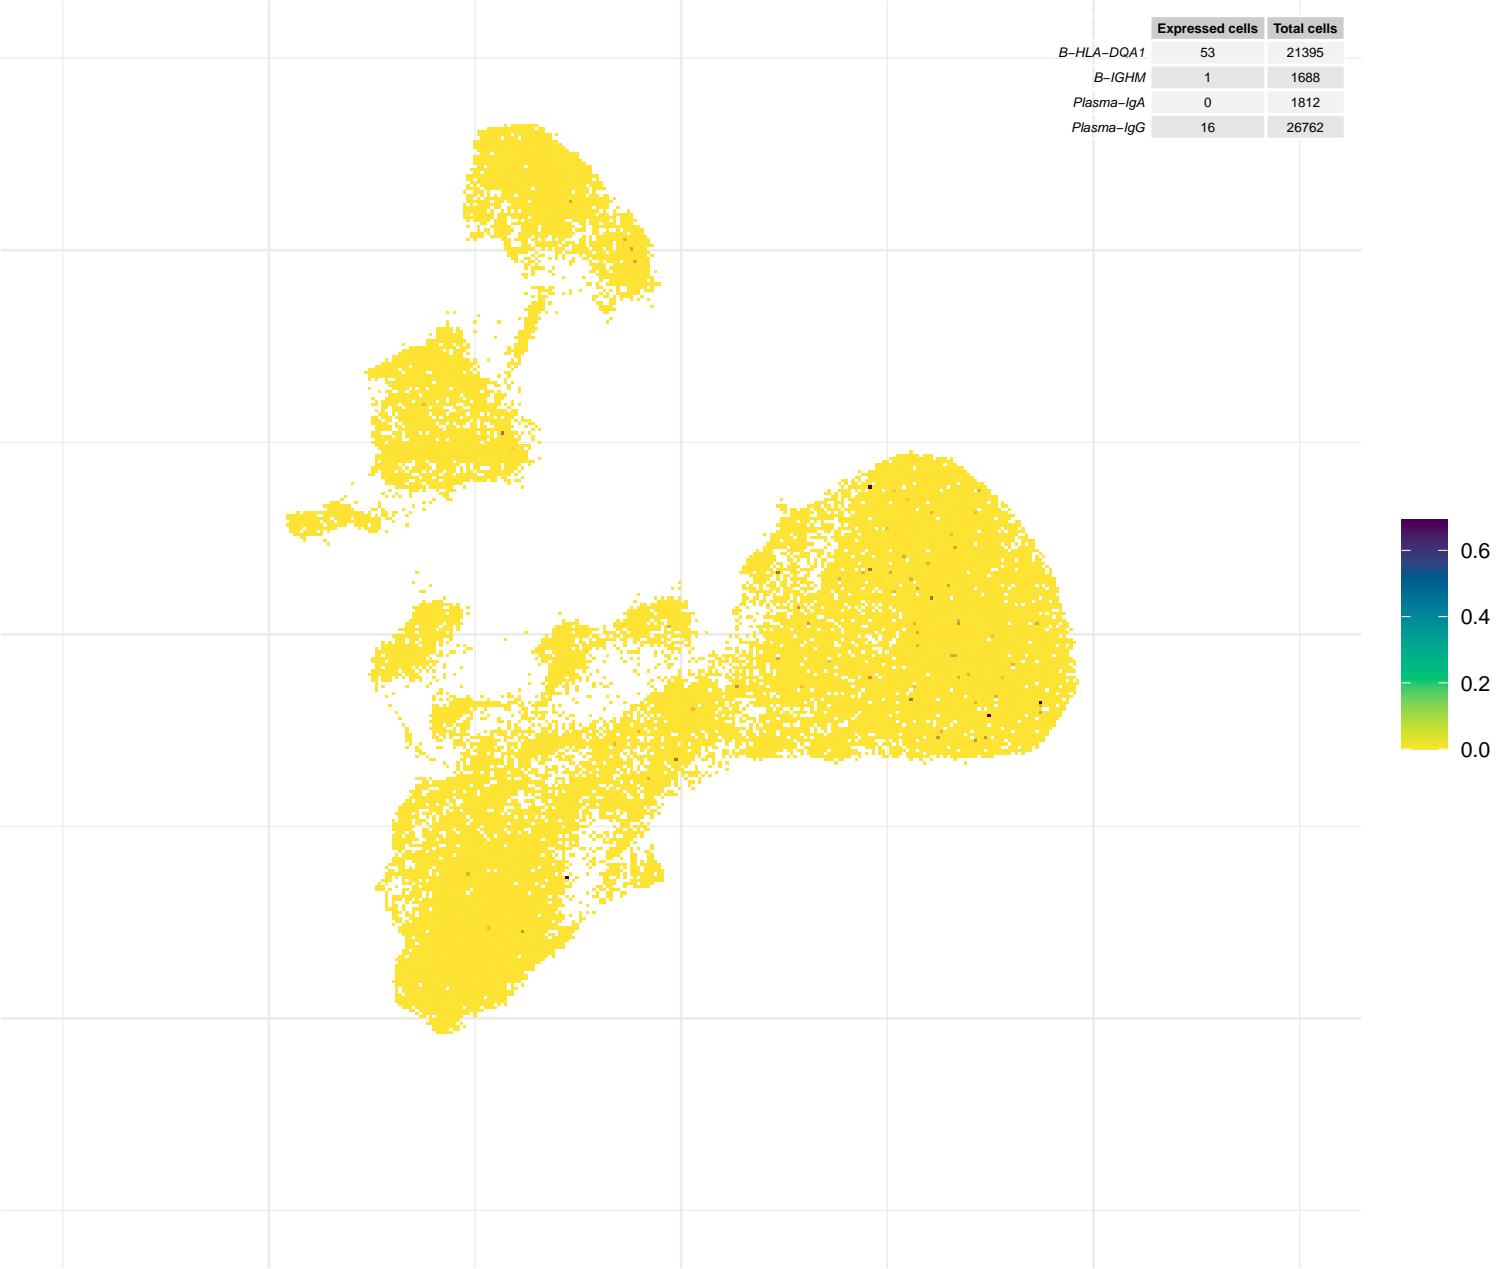 Expressed cells Total cells
B−HLA−DQA1 53 21395
B−IGHM 1 1688
Plasma−IgA 0 1812
Plasma−IgG 16 26762
0.6
0.4
0.2
0.0